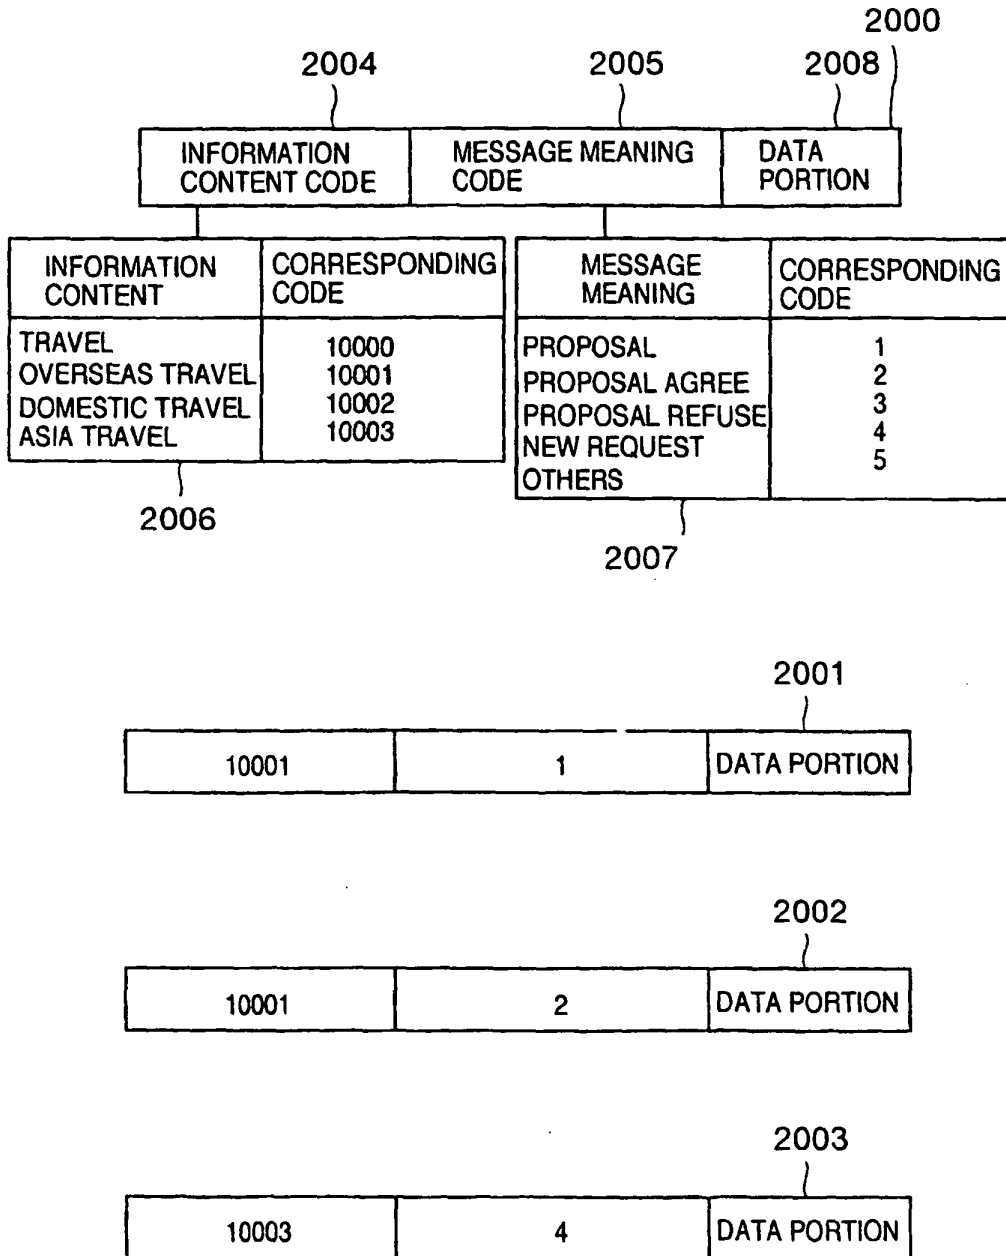 2000
2004 2005 2008
INFORMATION CONTENT CODE MESSAGE MEANING CODE DATA PORTION
INFORMATION CONTENT CORRESPONDING CODE
TRAVEL 10000
OVERSEAS TRAVEL 10001
DOMESTIC TRAVEL 10002
ASIA TRAVEL 10003
2006
MESSAGE MEANING CORRESPONDING CODE
PROPOSAL 1
PROPOSAL AGREE 2
PROPOSAL REFUSE 3
NEW REQUEST 4
OTHERS 5
2007
2001
10001 1 DATA PORTION
2002
10001 2 DATA PORTION
2003
10003 4 DATA PORTION